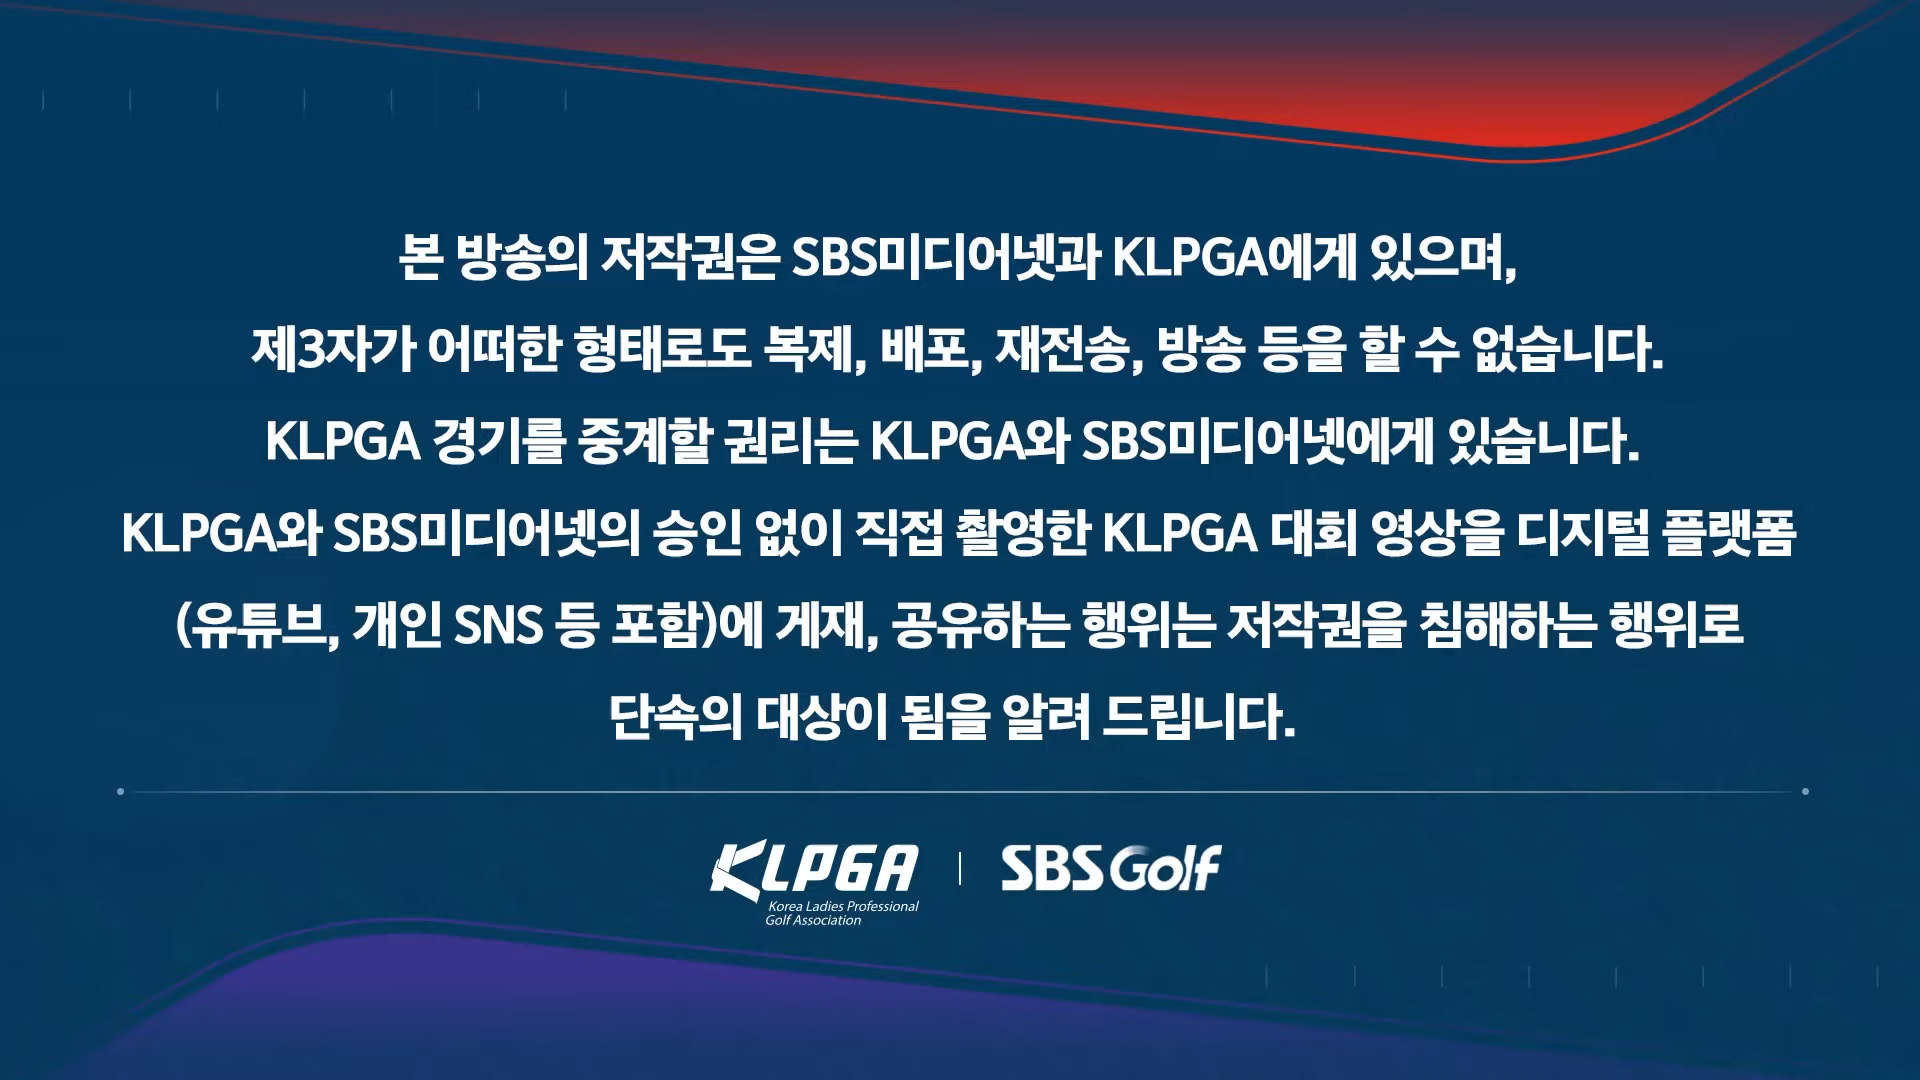 본 방송의 저작권은 SBS미디어넷과 KLPGA에게 있으며,
제3자가 어떠한 형태로도 복제, 배포, 재전송, 방송 등을 할 수 없습니다.
KLPGA 경기를 중계할 권리는 KLPGA와 SBS미디어넷에게 있습니다.
KLPGA와 SBS미디어넷의 승인 없이 직접 촬영한 KLPGA 대회 영상을 디지털 플랫폼
(유튜브, 개인 SNS 등 포함)에 게재, 공유하는 행위는 저작권을 침해하는 행위로
단속의 대상이 됨을 알려 드립니다.
KLPGA | SBS Golf
Korea Ladies Professional
Golf Association